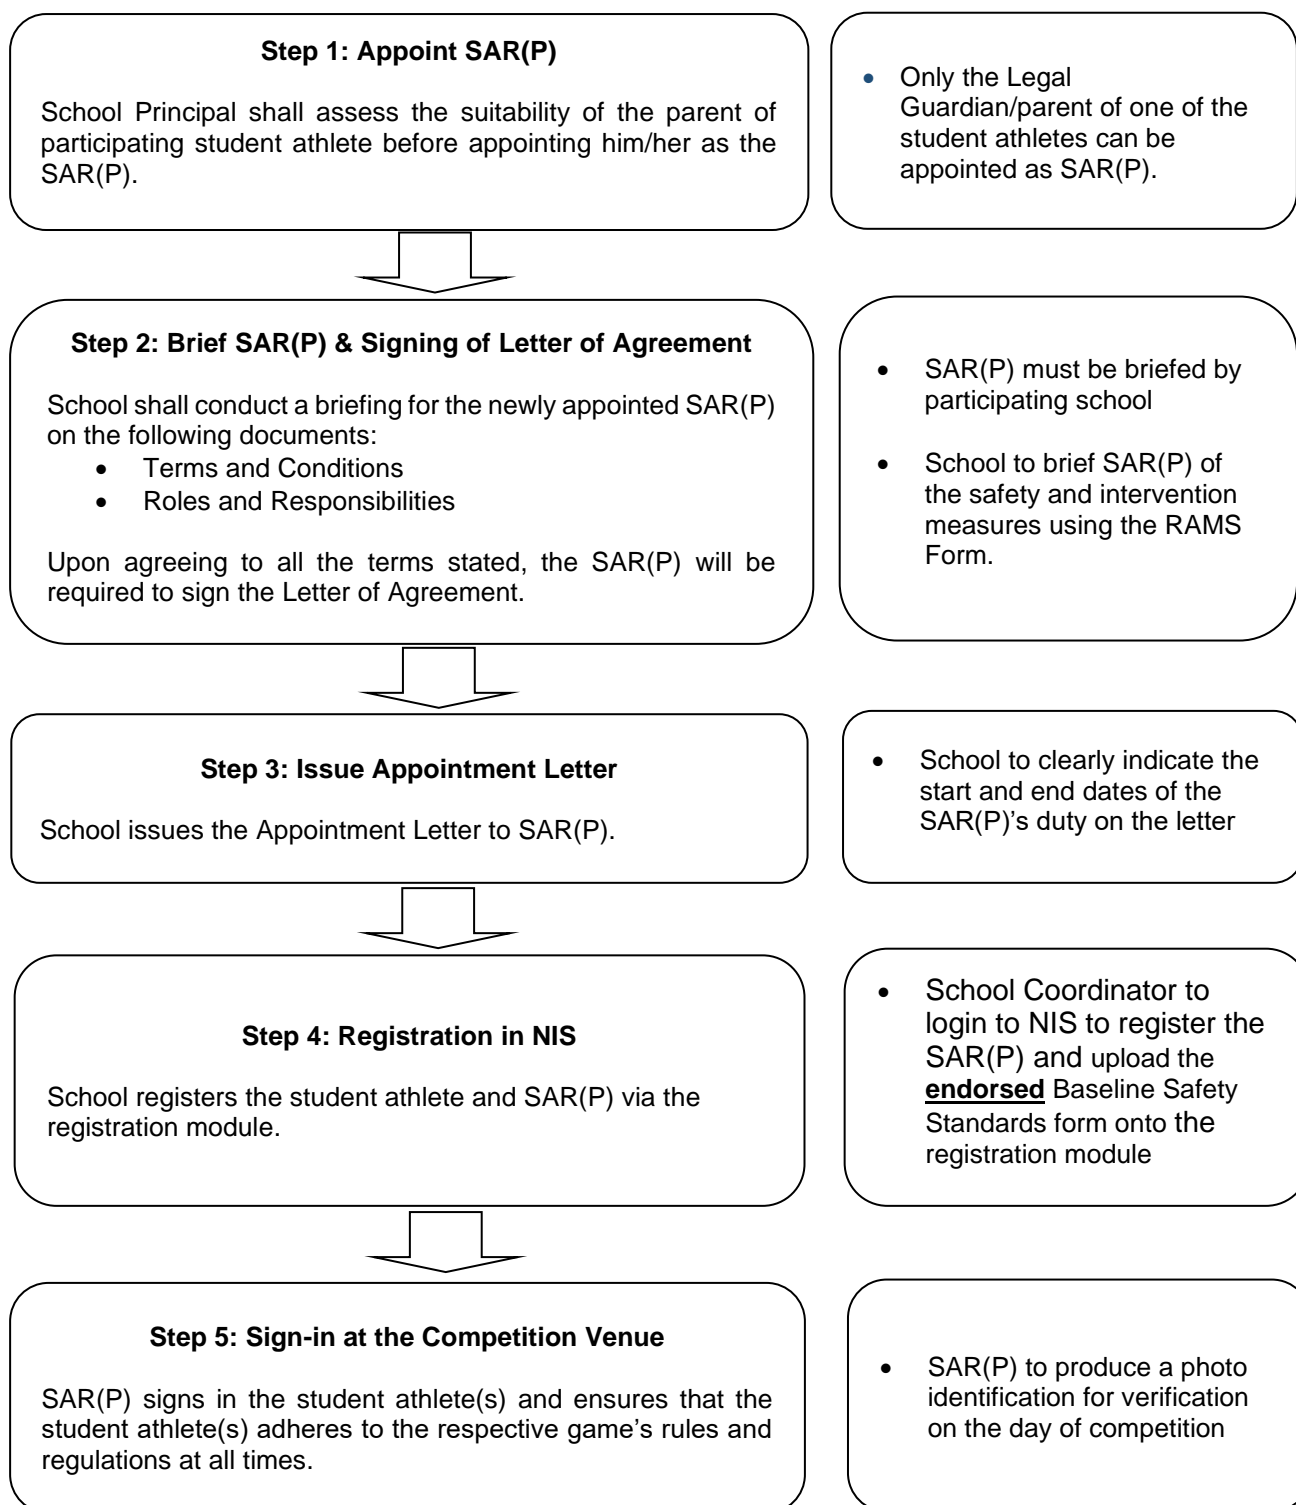 Step 1: Appoint SAR(P)
School Principal shall assess the suitability of the parent of
participating student athlete before appointing him/her as the
SAR(P).
• Only the Legal
Guardian/parent of one of the
student athletes can be
appointed as SAR(P).
Step 2: Brief SAR(P) & Signing of Letter of Agreement
School shall conduct a briefing for the newly appointed SAR(P)
on the following documents:
• Terms and Conditions
• Roles and Responsibilities
Upon agreeing to all the terms stated, the SAR(P) will be
required to sign the Letter of Agreement.
• SAR(P) must be briefed by
participating school
• School to brief SAR(P) of
the safety and intervention
measures using the RAMS
Form.
Step 3: Issue Appointment Letter
School issues the Appointment Letter to SAR(P).
• School to clearly indicate the
start and end dates of the
SAR(P)'s duty on the letter
Step 4: Registration in NIS
School registers the student athlete and SAR(P) via the
registration module.
• School Coordinator to
login to NIS to register the
SAR(P) and upload the
endorsed Baseline Safety
Standards form onto the
registration module
Step 5: Sign-in at the Competition Venue
SAR(P) signs in the student athlete(s) and ensures that the
student athlete(s) adheres to the respective game's rules and
regulations at all times.
• SAR(P) to produce a photo
identification for verification
on the day of competition